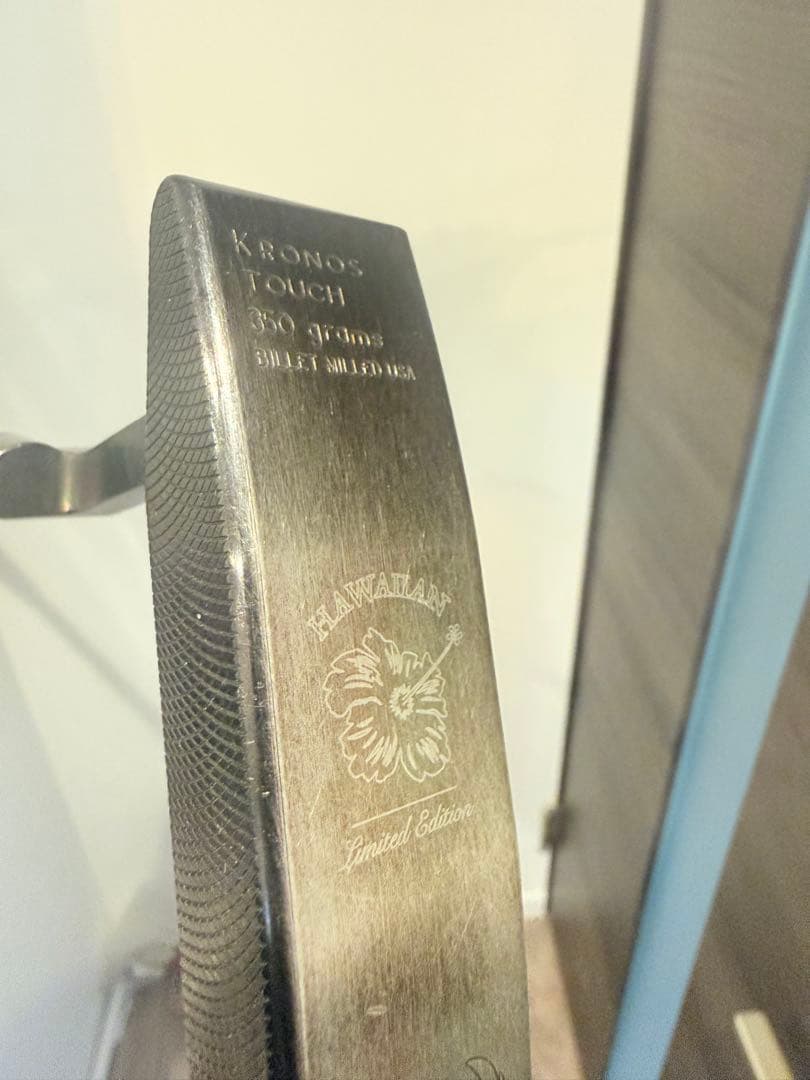 KRONOS
TOUCH
350 grams
BILLET MILLED USA
HAWAIIAN
Limited Edition